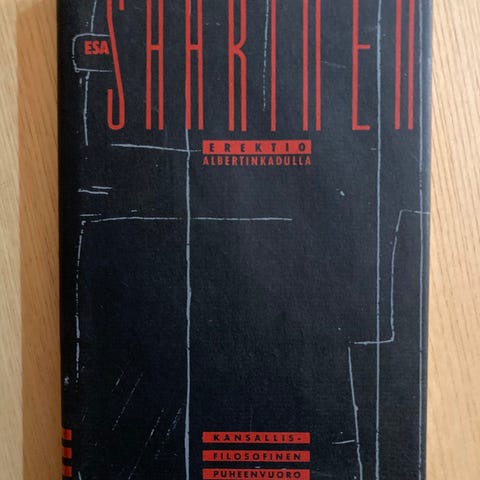 ESA SAARINEN
EREKTIO
ALBERTINKADULLA
KANSALLIS-
FILOSOFINEN
PUHEENVUORO